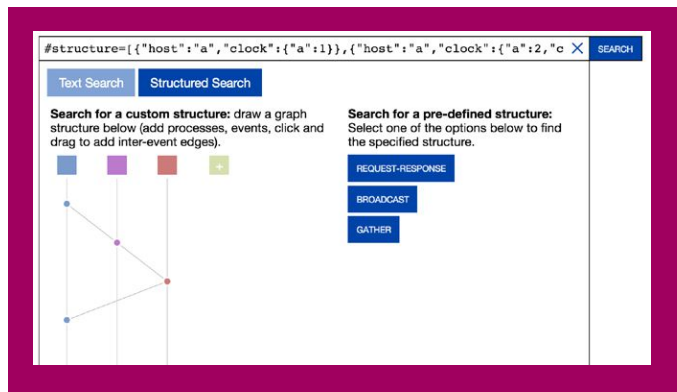 #structure=[{"host":"a","clock":{"a":1}},{"host":"a","clock":{"a":2,"c
SEARCH
Text Search
Structured Search
Search for a custom structure: draw a graph
structure below (add processes, events, click and
drag to add inter-event edges).
+
Search for a pre-defined structure:
Select one of the options below to find
the specified structure.
REQUEST-RESPONSE
BROADCAST
GATHER